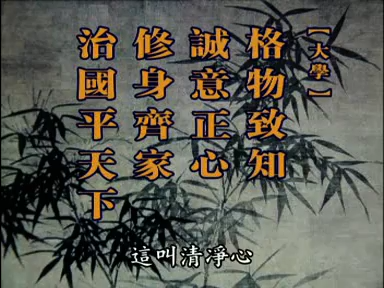 【大學】
格物致知
誠意正心
修身齊家
治國平天下
這叫清淨心